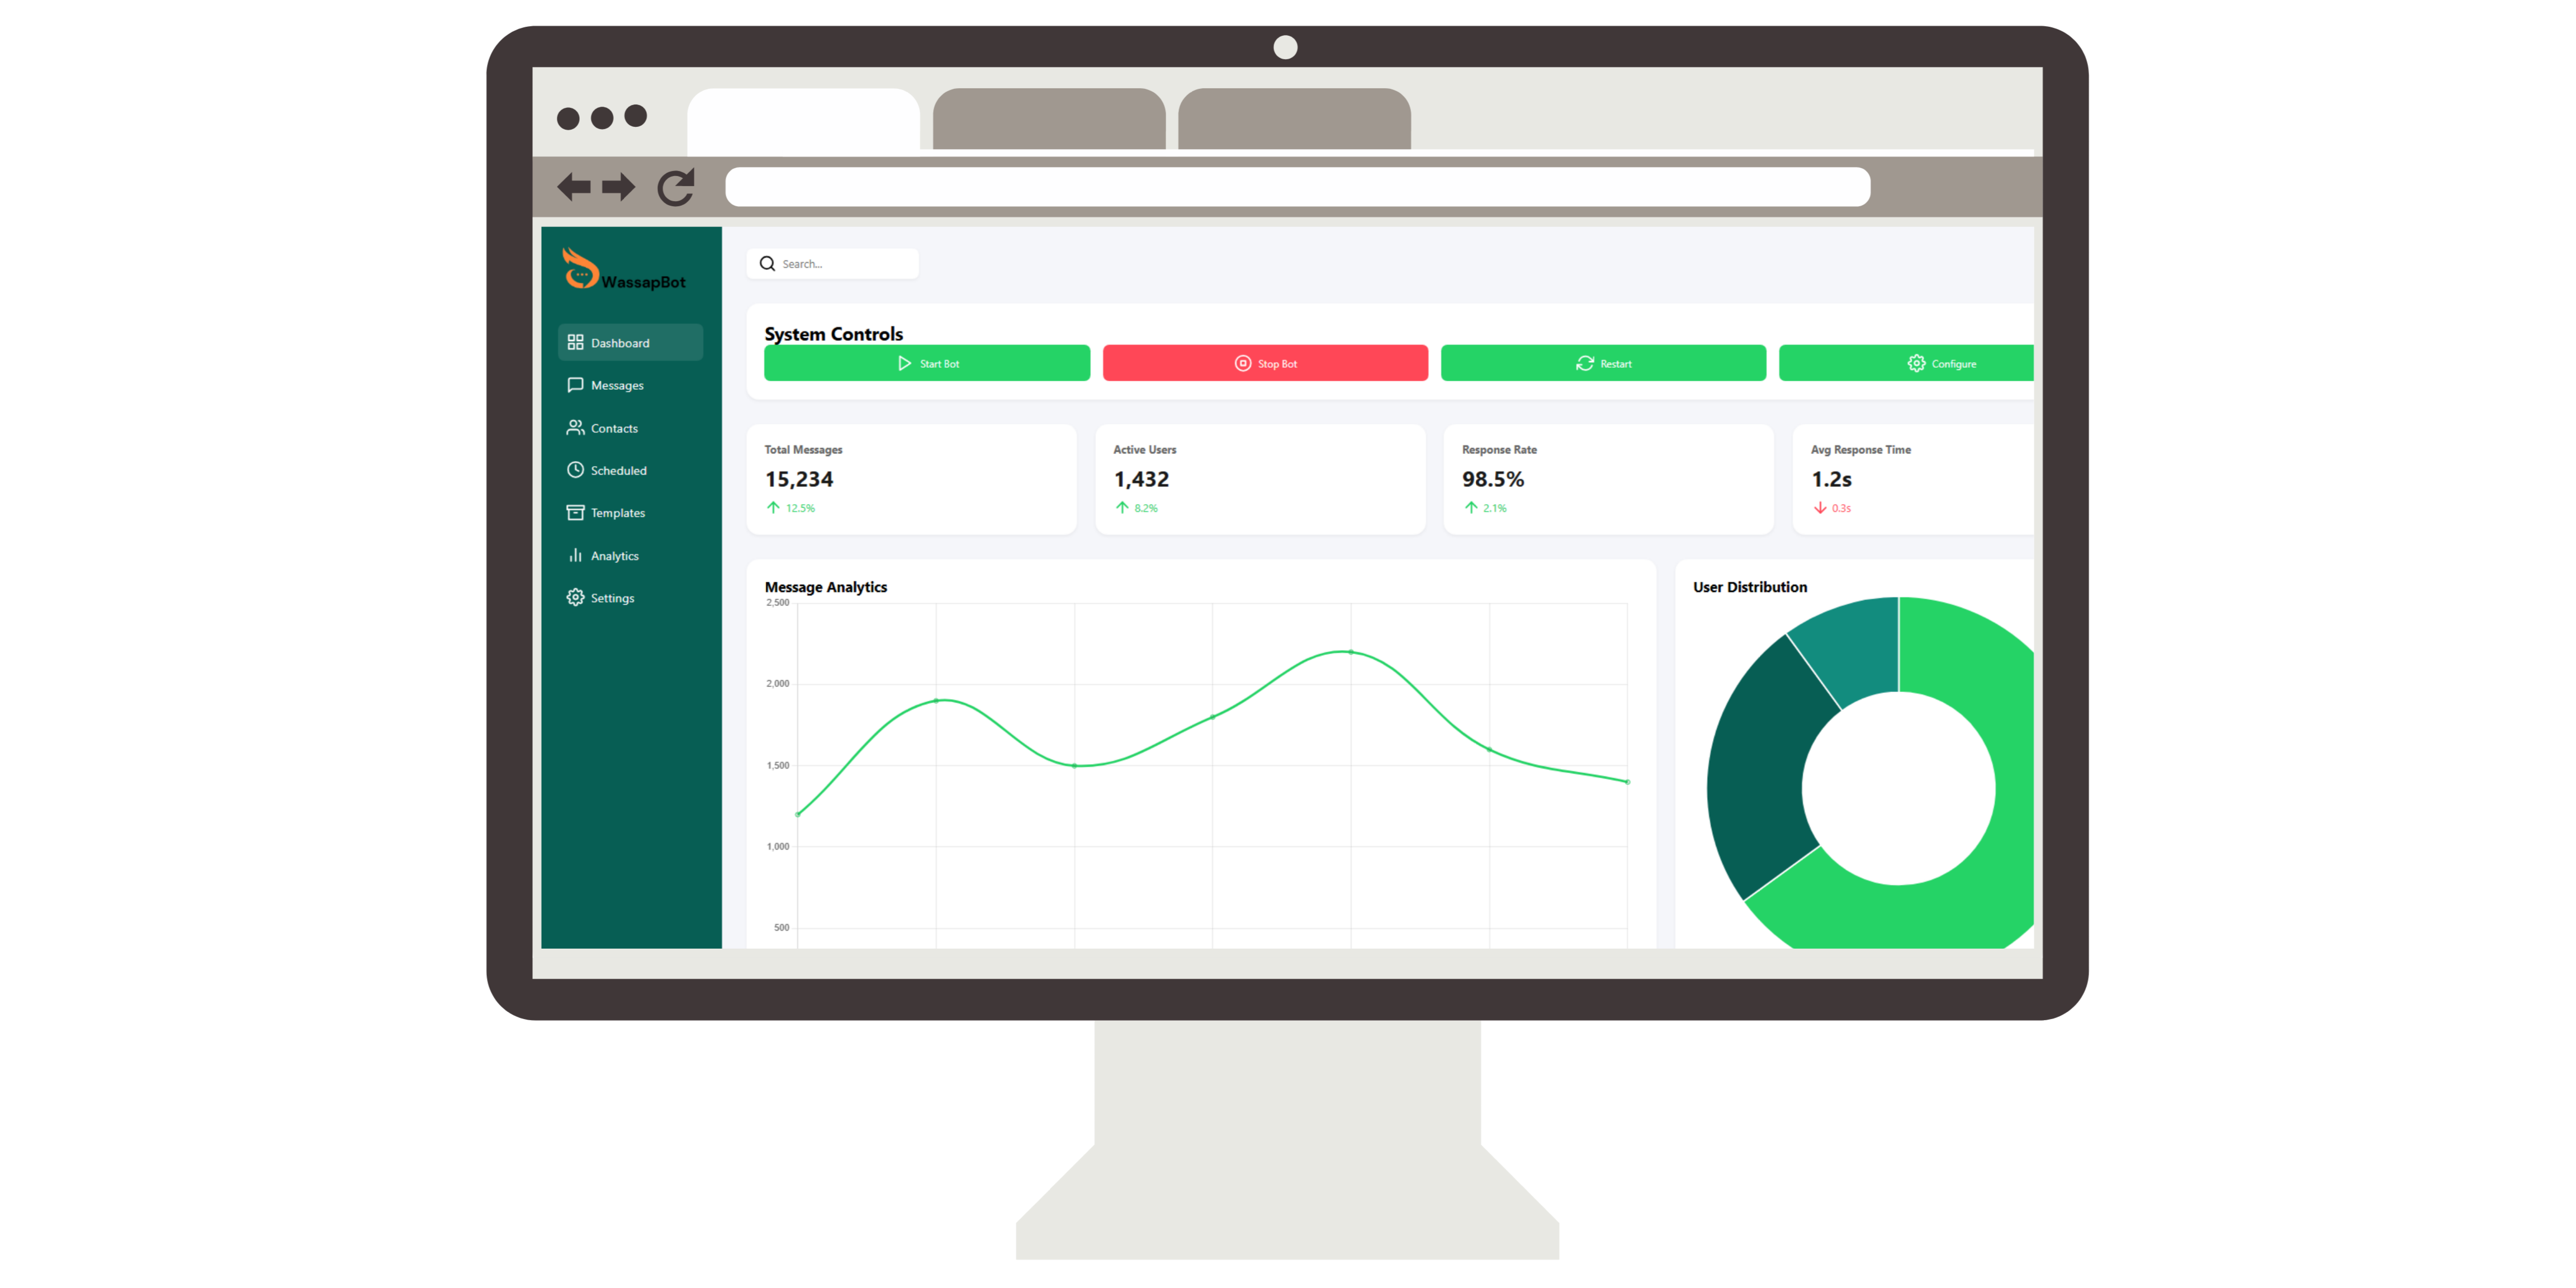 WassapBot
Dashboard
Messages
Contacts
Scheduled
Templates
Analytics
Settings
Search...
System Controls
Start Bot
Stop Bot
Restart
Configure
Total Messages
15,234
12.5%
Active Users
1,432
8.2%
Response Rate
98.5%
2.1%
Avg Response Time
1.2s
0.3s
Message Analytics
2,500
2,000
1,500
1,000
500
User Distribution